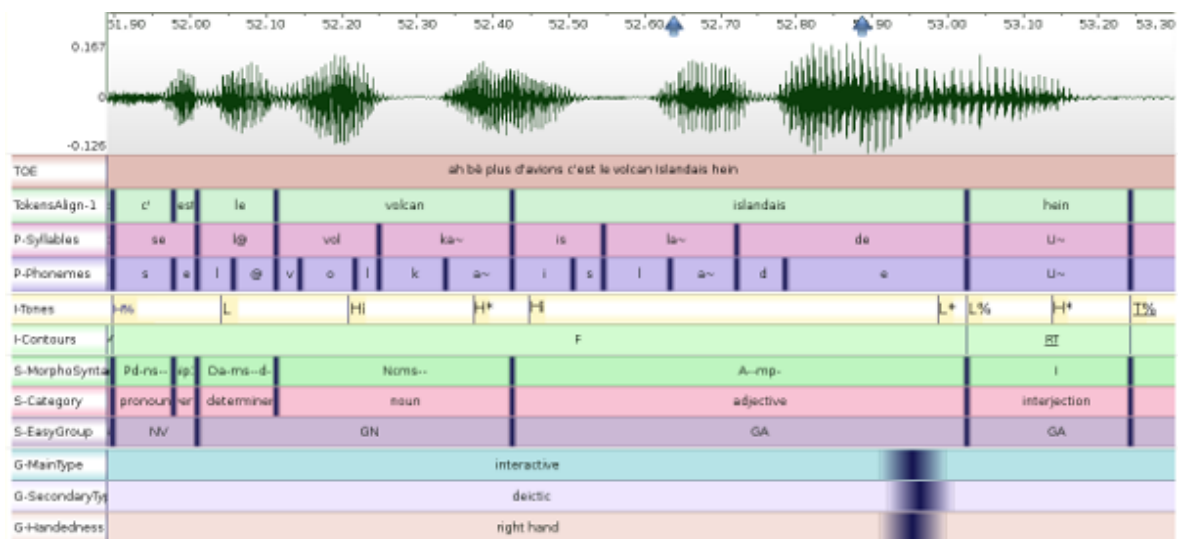 51.90 52.00 52.10 52.20 52.30 52.40 52.50 52.60 52.70 52.80 52.90 53.00 53.10 53.20 53.30
0.167
0
-0.126
TOE ah bè plus d'avions c'est le volcan Islandais hein
TokensAlign-1 c' est le volcan islandais hein
P-Syllables se l@ vol ka~ is la~ de U~
P-Phonemes s e l @ v o l k a~ i s l a~ d e U~
I-Tones H% L Hi H* Hi L* L% H* T%
I-Contours F RT
S-MorphoSynta Pd-ns-- ip3 Da-ms--d- Ncms-- A--mp- I
S-Category pronoun ver determiner noun adjective interjection
S-EasyGroup NV GN GA GA
G-MainType interactive
G-SecondaryTyp deictic
G-Handedness right hand